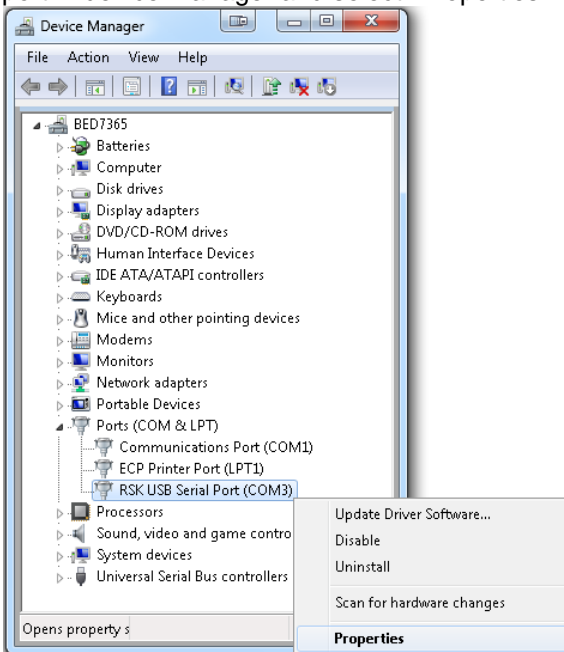 Device Manager
File Action View Help
BED7365
Batteries
Computer
Disk drives
Display adapters
DVD/CD-ROM drives
Human Interface Devices
IDE ATA/ATAPI controllers
Keyboards
Mice and other pointing devices
Modems
Monitors
Network adapters
Portable Devices
Ports (COM & LPT)
Communications Port (COM1)
ECP Printer Port (LPT1)
RSK USB Serial Port (COM3)
Processors
Sound, video and game contro
System devices
Universal Serial Bus controllers
Update Driver Software...
Disable
Uninstall
Scan for hardware changes
Properties
Opens property s